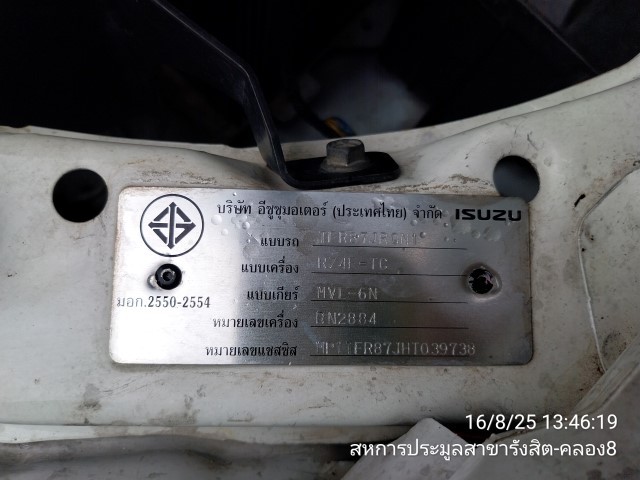 บริษัท อีซูซุมอเตอร์ (ประเทศไทย) จำกัด ISUZU
แบบรถ
แบบเครื่อง RZ4E-TC
แบบเกียร์ MVL-6N
มอก.2550-2554
หมายเลขเครื่อง RN2884
หมายเลขแชสซิส MP1TFR87JHT039738
16/8/25 13:46:19
สหการประมูลสาขารังสิต-คลอง8